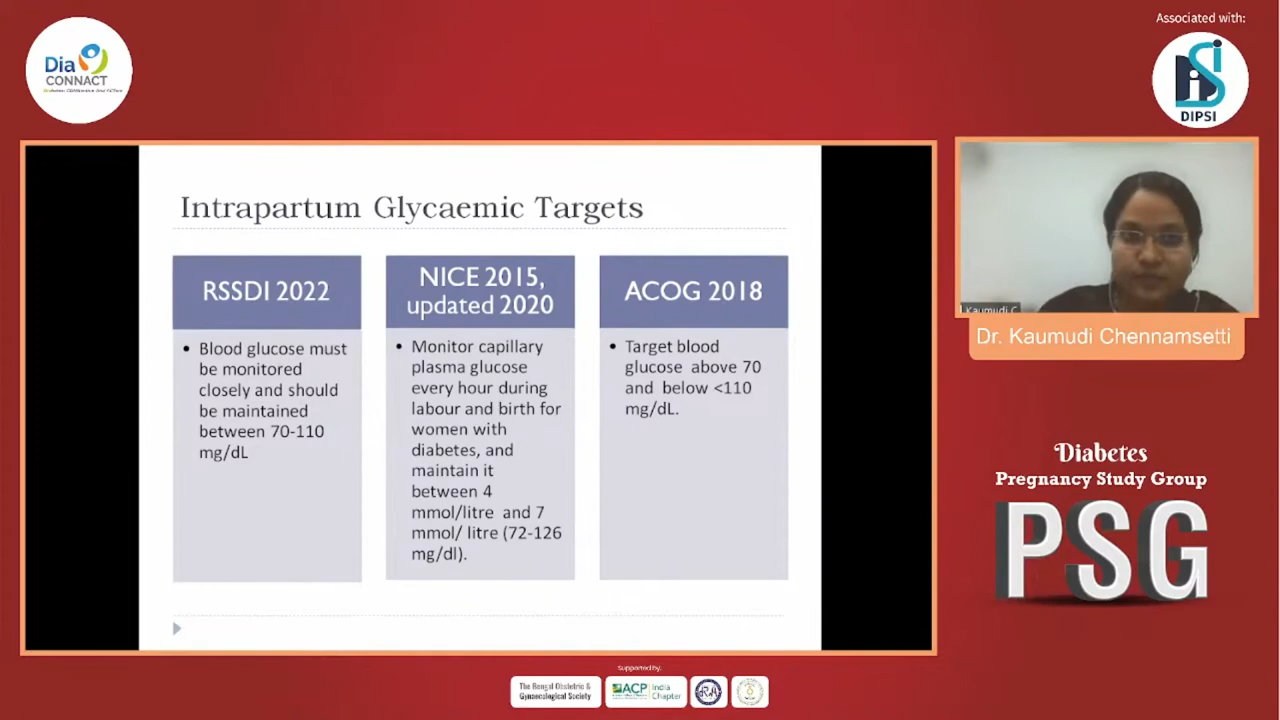 Associated with:
Dia
CONNACT
DIPSI
Intrapartum Glycaemic Targets
RSSDI 2022
• Blood glucose must
be monitored
closely and should
be maintained
between 70-110
mg/dL
NICE 2015,
updated 2020
• Monitor capillary
plasma glucose
every hour during
labour and birth for
women with
diabetes, and
maintain it
between 4
mmol/litre and 7
mmol/ litre (72-126
mg/dl).
ACOG 2018
• Target blood
glucose above 70
and below <110
mg/dL.
Kaumudi C
Dr. Kaumudi Chennamsetti
Diabetes
Pregnancy Study Group
PSG
Supported by:
The Bengal Obstetric &
Gynaecological Society
ACP
India
Chapter